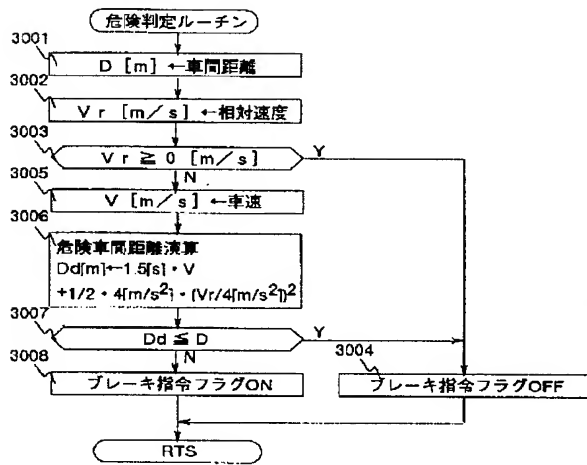 危険判定ルーチン
3001
D [m] ←車間距離
3002
Vr [m/s] ←相対速度
3003
Vr ≧ 0 [m/s]
Y
N
3005
V [m/s] ←車速
3006
危険車間距離演算
Dd[m]←1.5[s]・V
+1/2・4[m/s²]・(Vr/4[m/s²])²
3007
Dd ≦ D
Y
N
3008
ブレーキ指令フラグON
3004
ブレーキ指令フラグOFF
RTS